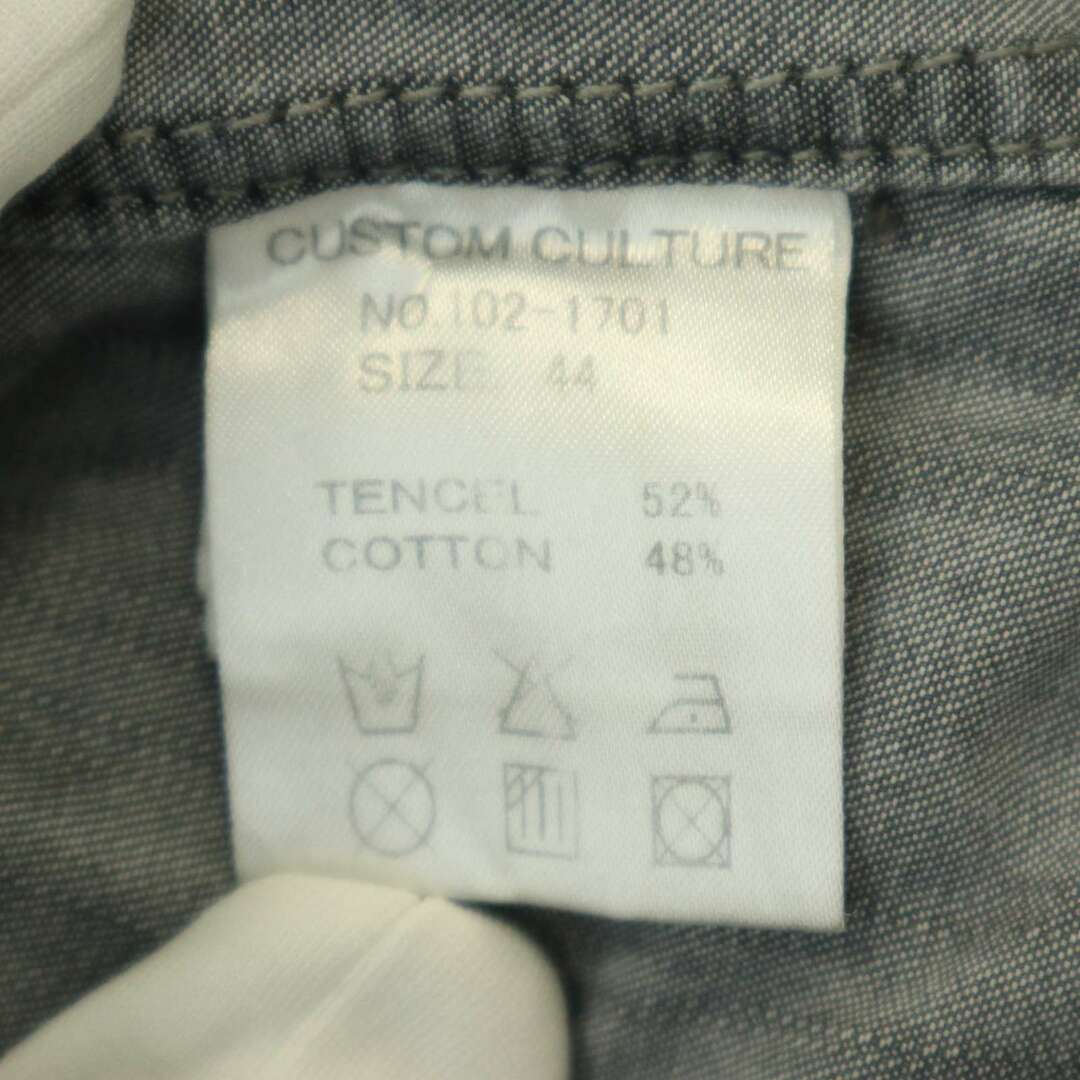 CUSTOM CULTURE
NO.102-1701
SIZE 44
TENCEL 52%
COTTON 48%